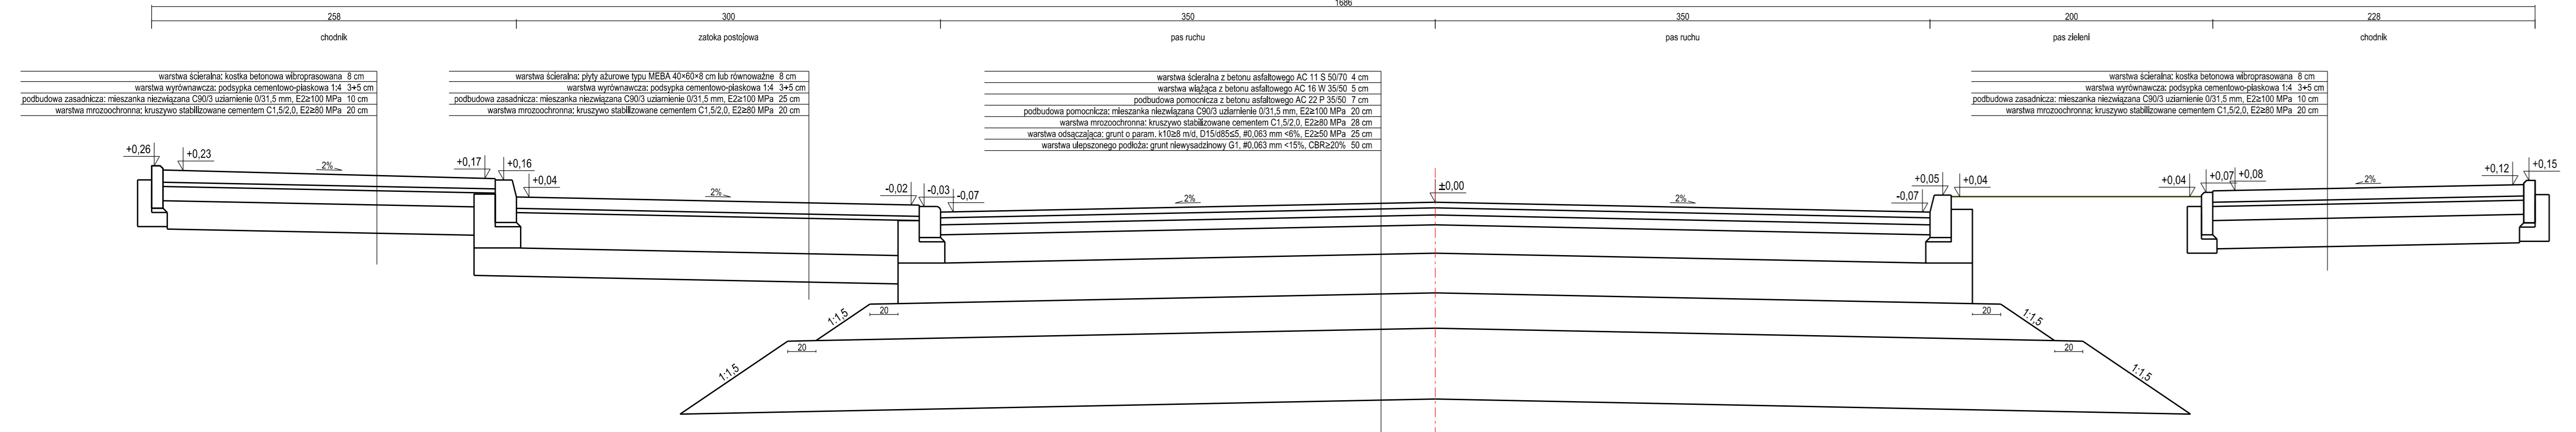 1686
258 300 350 350 200 228
chodnik zatoka postojowa pas ruchu pas ruchu pas zieleni chodnik
warstwa ścieralna: kostka betonowa wibroprasowana 8 cm
warstwa wyrównawcza: podsypka cementowo-piaskowa 1:4 3÷5 cm
podbudowa zasadnicza: mieszanka niezwiązana C90/3 uziarnienie 0/31,5 mm, E2≥100 MPa 10 cm
warstwa mrozoochronna: kruszywo stabilizowane cementem C1,5/2,0, E2≥80 MPa 20 cm
warstwa ścieralna: płyty ażurowe typu MEBA 40×60×8 cm lub równoważne 8 cm
warstwa wyrównawcza: podsypka cementowo-piaskowa 1:4 3÷5 cm
podbudowa zasadnicza: mieszanka niezwiązana C90/3 uziarnienie 0/31,5 mm, E2≥100 MPa 25 cm
warstwa mrozoochronna: kruszywo stabilizowane cementem C1,5/2,0, E2≥80 MPa 20 cm
warstwa ścieralna z betonu asfaltowego AC 11 S 50/70 4 cm
warstwa wiążąca z betonu asfaltowego AC 16 W 35/50 5 cm
podbudowa pomocnicza z betonu asfaltowego AC 22 P 35/50 7 cm
podbudowa pomocnicza: mieszanka niezwiązana C90/3 uziarnienie 0/31,5 mm, E2≥100 MPa 20 cm
warstwa mrozoochronna: kruszywo stabilizowane cementem C1,5/2,0, E2≥80 MPa 28 cm
warstwa odsączająca: grunt o param. k10≥8 m/d, D15/d85≤5, #0,063 mm <6%, E2≥50 MPa 25 cm
warstwa ulepszonego podłoża: grunt niewysadzinowy G1, #0,063 mm <15%, CBR≥20% 50 cm
warstwa ścieralna: kostka betonowa wibroprasowana 8 cm
warstwa wyrównawcza: podsypka cementowo-piaskowa 1:4 3÷5 cm
podbudowa zasadnicza: mieszanka niezwiązana C90/3 uziarnienie 0/31,5 mm, E2≥100 MPa 10 cm
warstwa mrozoochronna: kruszywo stabilizowane cementem C1,5/2,0, E2≥80 MPa 20 cm
+0,26
+0,23
2%
+0,17
+0,16
+0,04
2%
-0,02
-0,03
-0,07
2%
±0,00
2%
-0,07
+0,05
+0,04
+0,04
+0,07
+0,08
2%
+0,12
+0,15
1:1,5
20
20
1:1,5
20
20
1:1,5
1:1,5